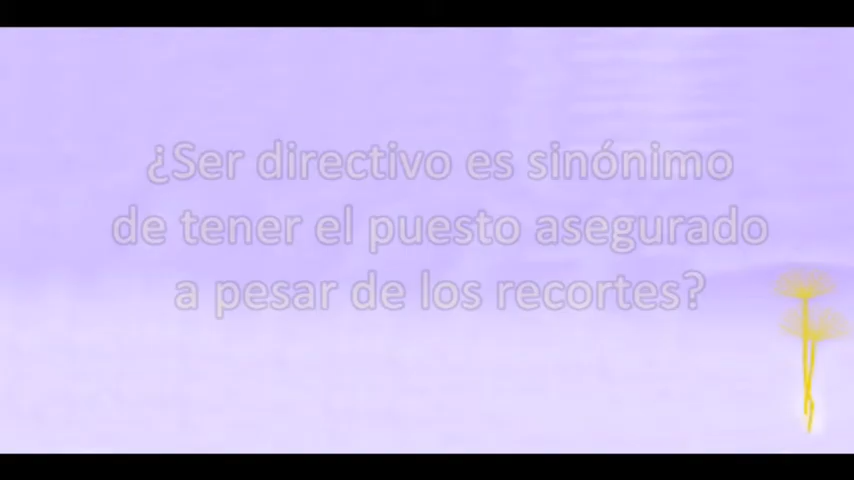 ¿Ser directivo es sinónimo
de tener el puesto asegurado
a pesar de los recortes?